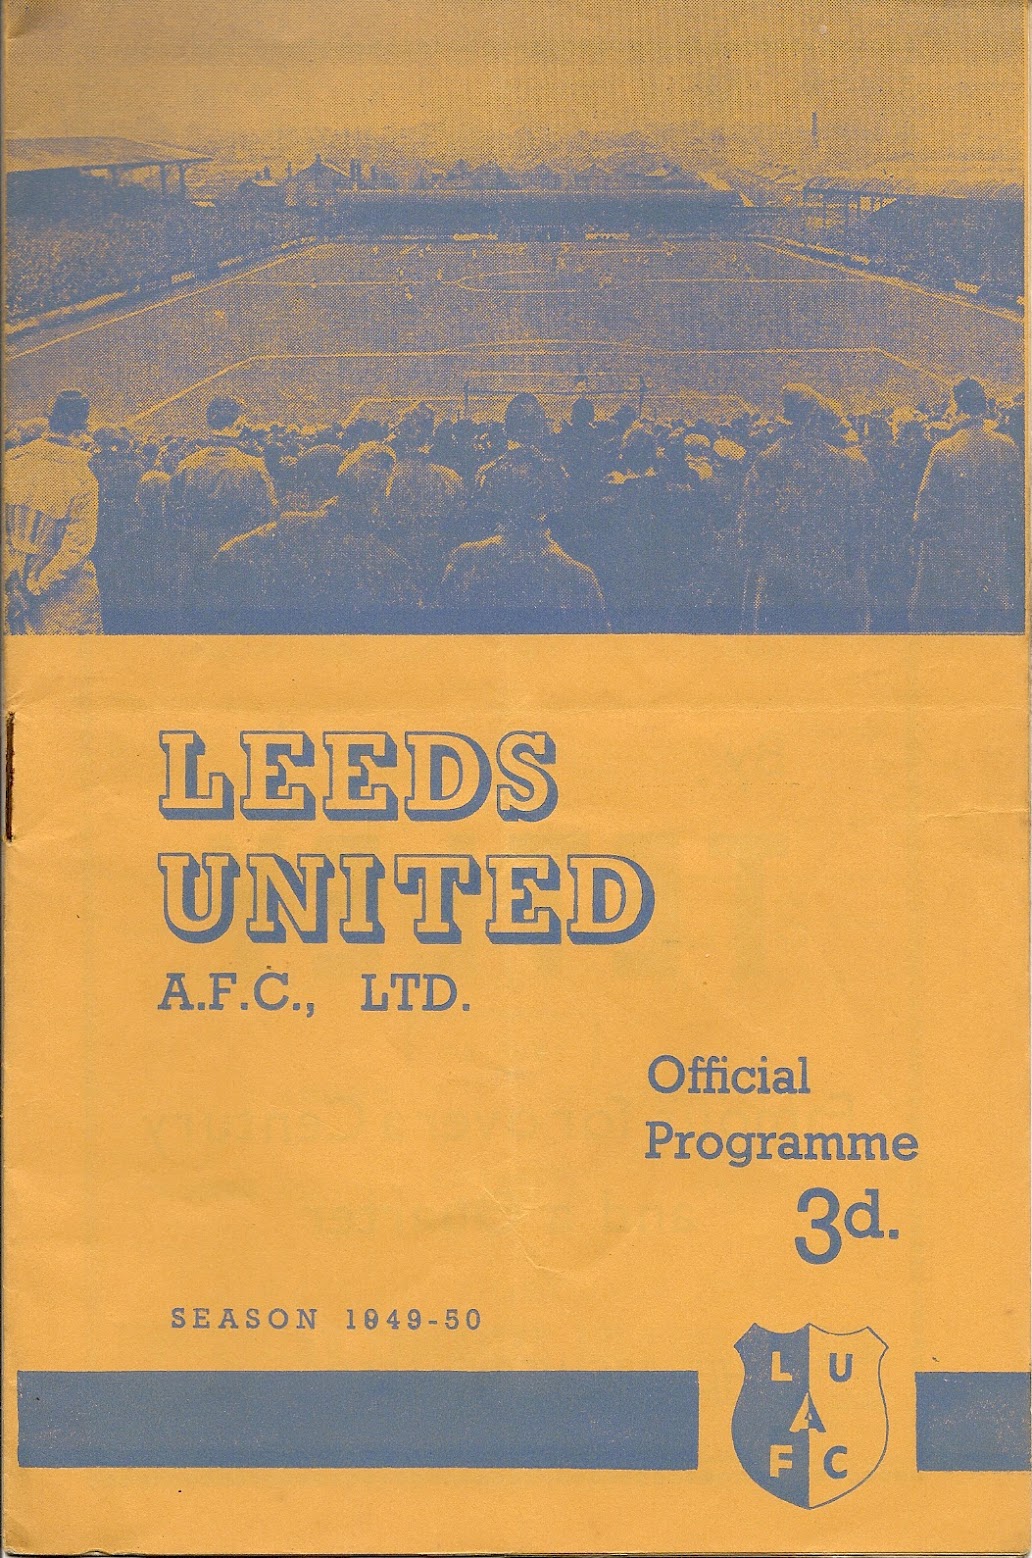 LEEDS
UNITED
A.F.C., LTD.
Official
Programme
3d.
SEASON 1949-50
L U
A
F C